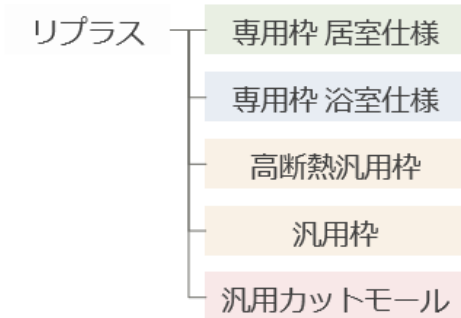 リプラス
専用枠 居室仕様
専用枠 浴室仕様
高断熱汎用枠
汎用枠
汎用カットモール